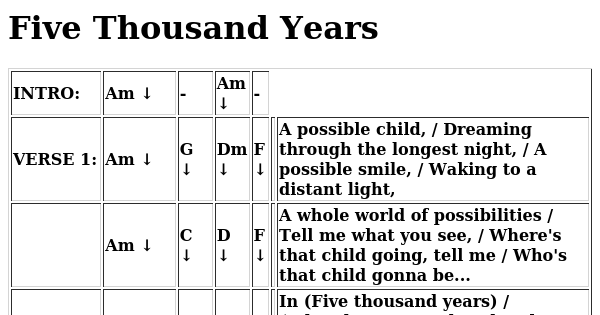 Five Thousand Years
INTRO: Am ↓ - Am ↓ -
VERSE 1: Am ↓ G ↓ Dm ↓ F ↓ A possible child, / Dreaming
through the longest night, / A
possible smile, / Waking to a
distant light,
Am ↓ C ↓ D ↓ F ↓ A whole world of possibilities /
Tell me what you see, / Where's
that child going, tell me / Who's
that child gonna be...
In (Five thousand years) /